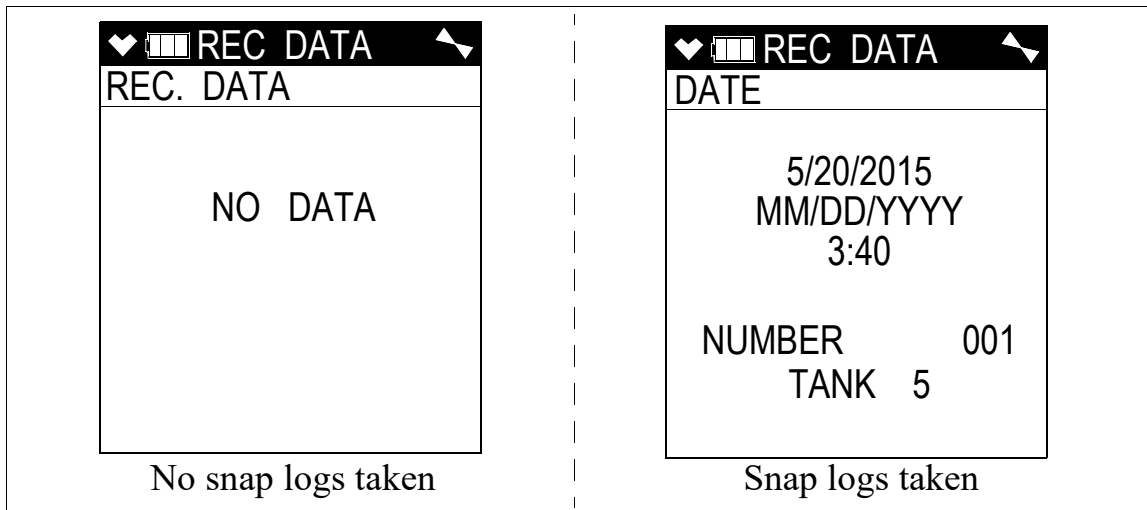 REC DATA
REC. DATA
NO DATA
No snap logs taken
REC DATA
DATE
5/20/2015
MM/DD/YYYY
3:40
NUMBER 001
TANK 5
Snap logs taken